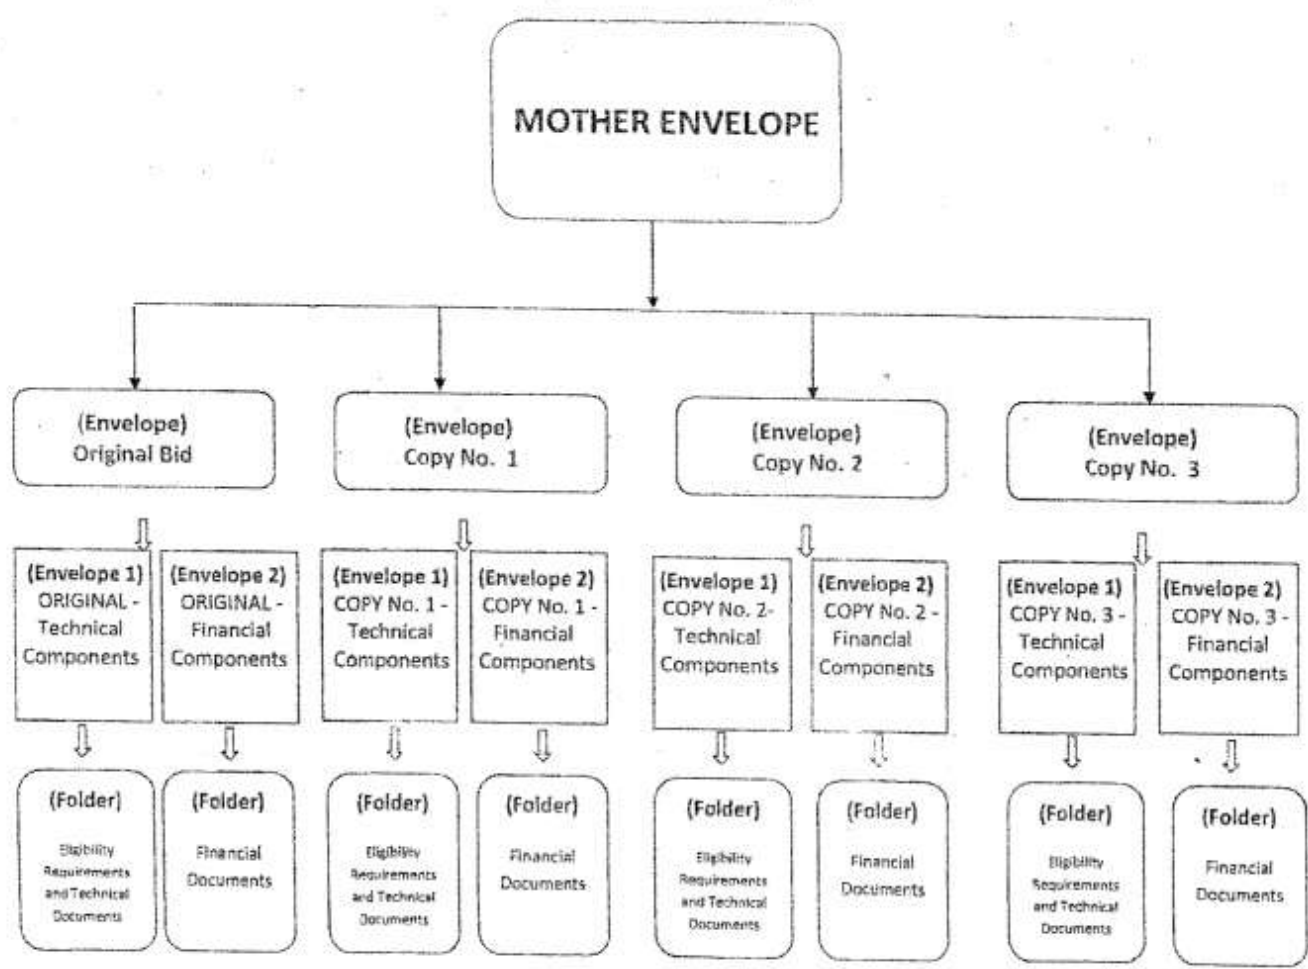 MOTHER ENVELOPE
(Envelope)
Original Bid
(Envelope)
Copy No. 1
(Envelope)
Copy No. 2
(Envelope)
Copy No. 3
(Envelope 1)
ORIGINAL -
Technical
Components
(Envelope 2)
ORIGINAL -
Financial
Components
(Envelope 1)
COPY No. 1 -
Technical
Components
(Envelope 2)
COPY No. 1 -
Financial
Components
(Envelope 1)
COPY No. 2-
Technical
Components
(Envelope 2)
COPY No. 2 -
Financial
Components
(Envelope 1)
COPY No. 3 -
Technical
Components
(Envelope 2)
COPY No. 3 -
Financial
Components
(Folder)
Eligibility
Requirements
and Technical
Documents
(Folder)
Financial
Documents
(Folder)
Eligibility
Requirements
and Technical
Documents
(Folder)
Financial
Documents
(Folder)
Eligibility
Requirements
and Technical
Documents
(Folder)
Financial
Documents
(Folder)
Eligibility
Requirements
and Technical
Documents
(Folder)
Financial
Documents